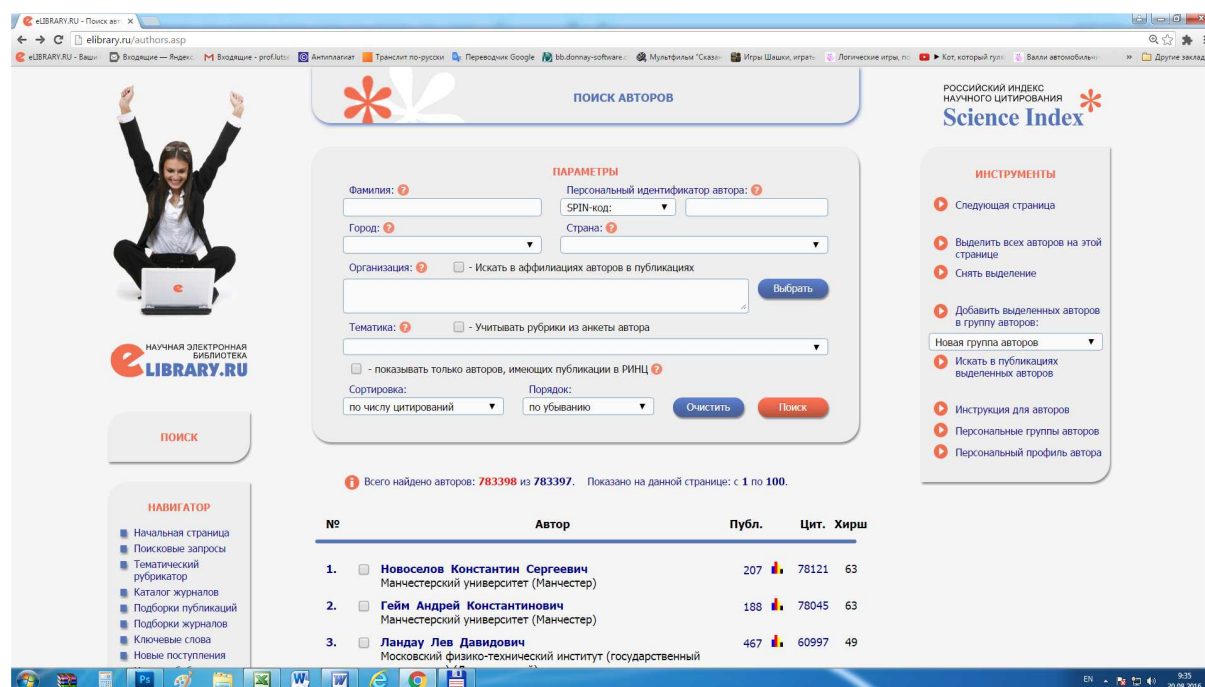 eLIBRARY.RU - Поиск авт
elibrary.ru/authors.asp
eLIBRARY.RU - Ваши
Входящие — Яндекс
Входящие - prof.luts
Антиплагиат
Транслит по-русски
Переводчик Google
bb.donnay-software.
Мультфильм "Сказа
Игры Шашки, играть
Логические игры, по
Кот, который гуля
Валли автомобильч
» Другие заклад
НАУЧНАЯ ЭЛЕКТРОННАЯ
БИБЛИОТЕКА
eLIBRARY.RU
ПОИСК
НАВИГАТОР
Начальная страница
Поисковые запросы
Тематический
рубрикатор
Каталог журналов
Подборки публикаций
Подборки журналов
Ключевые слова
Новые поступления
ПОИСК АВТОРОВ
ПАРАМЕТРЫ
Фамилия: ?
Персональный идентификатор автора: ?
SPIN-код:
Город: ?
Страна: ?
Организация: ?
- Искать в аффилиациях авторов в публикациях
Выбрать
Тематика: ?
- Учитывать рубрики из анкеты автора
- показывать только авторов, имеющих публикации в РИНЦ ?
Сортировка:
Порядок:
по числу цитирований
по убыванию
Очистить
Поиск
Всего найдено авторов: 783398 из 783397. Показано на данной странице: с 1 по 100.
№ Автор Публ. Цит. Хирш
1. Новоселов Константин Сергеевич 207 78121 63
Манчестерский университет (Манчестер)
2. Гейм Андрей Константинович 188 78045 63
Манчестерский университет (Манчестер)
3. Ландау Лев Давидович 467 60997 49
Московский физико-технический институт (государственный
РОССИЙСКИЙ ИНДЕКС
НАУЧНОГО ЦИТИРОВАНИЯ
Science Index
ИНСТРУМЕНТЫ
Следующая страница
Выделить всех авторов на этой
странице
Снять выделение
Добавить выделенных авторов
в группу авторов:
Новая группа авторов
Искать в публикациях
выделенных авторов
Инструкция для авторов
Персональные группы авторов
Персональный профиль автора
EN
9:35
20.08.2016